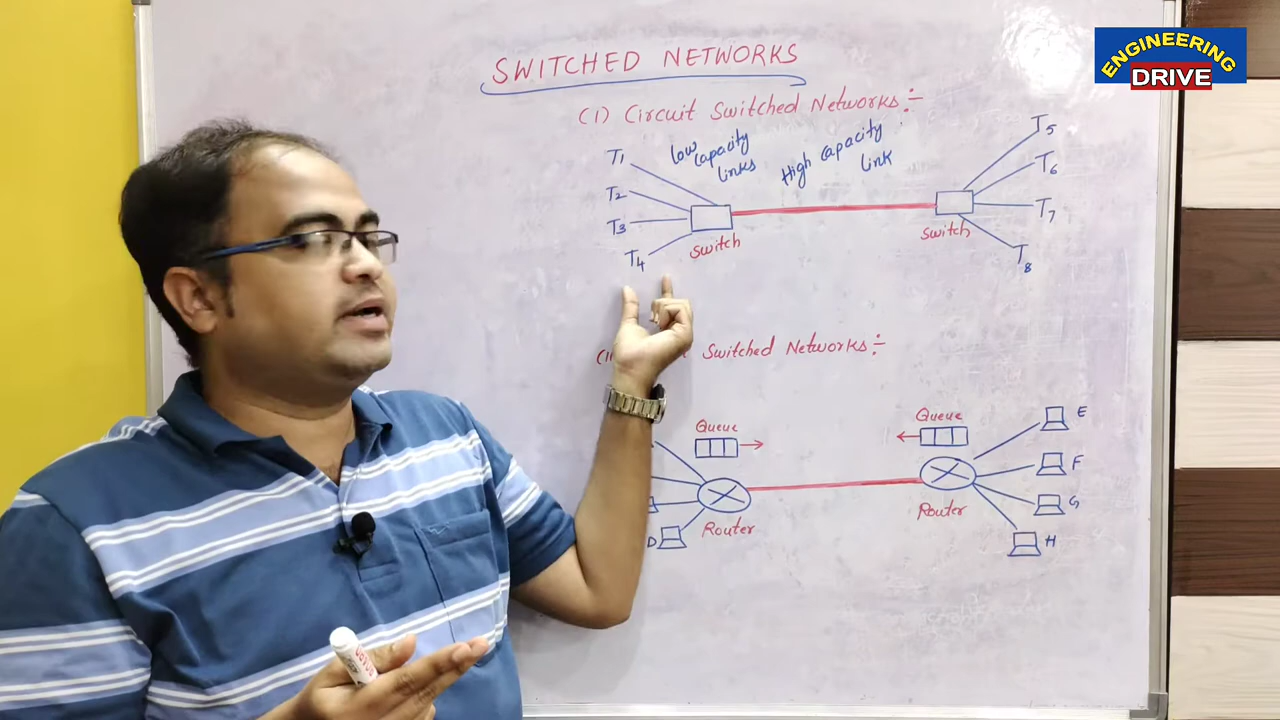 ENGINEERING
DRIVE
SWITCHED NETWORKS
(1) Circuit Switched Networks :-
T1
T2
T3
T4
Low
capacity
links
High capacity
link
Switch
Switch
T5
T6
T7
T8
Switched Networks :-
Queue
Queue
Router
Router
D
E
F
G
H